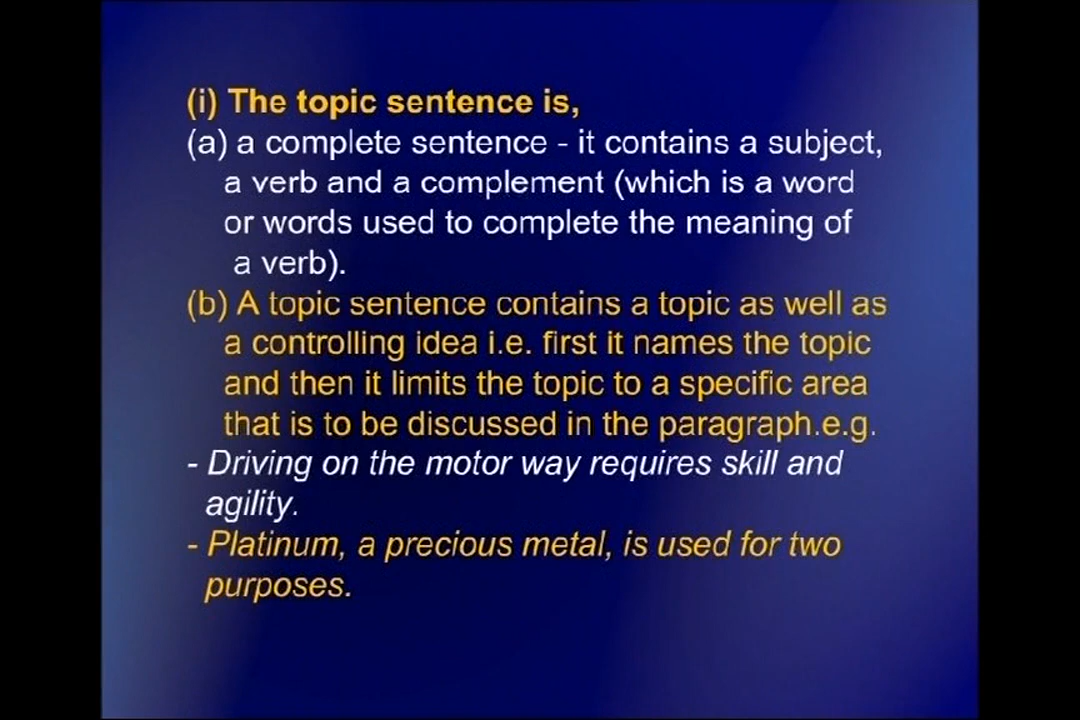 (i) The topic sentence is,
(a) a complete sentence - it contains a subject,
a verb and a complement (which is a word
or words used to complete the meaning of
a verb).
(b) A topic sentence contains a topic as well as
a controlling idea i.e. first it names the topic
and then it limits the topic to a specific area
that is to be discussed in the paragraph.e.g.
- Driving on the motor way requires skill and
agility.
- Platinum, a precious metal, is used for two
purposes.